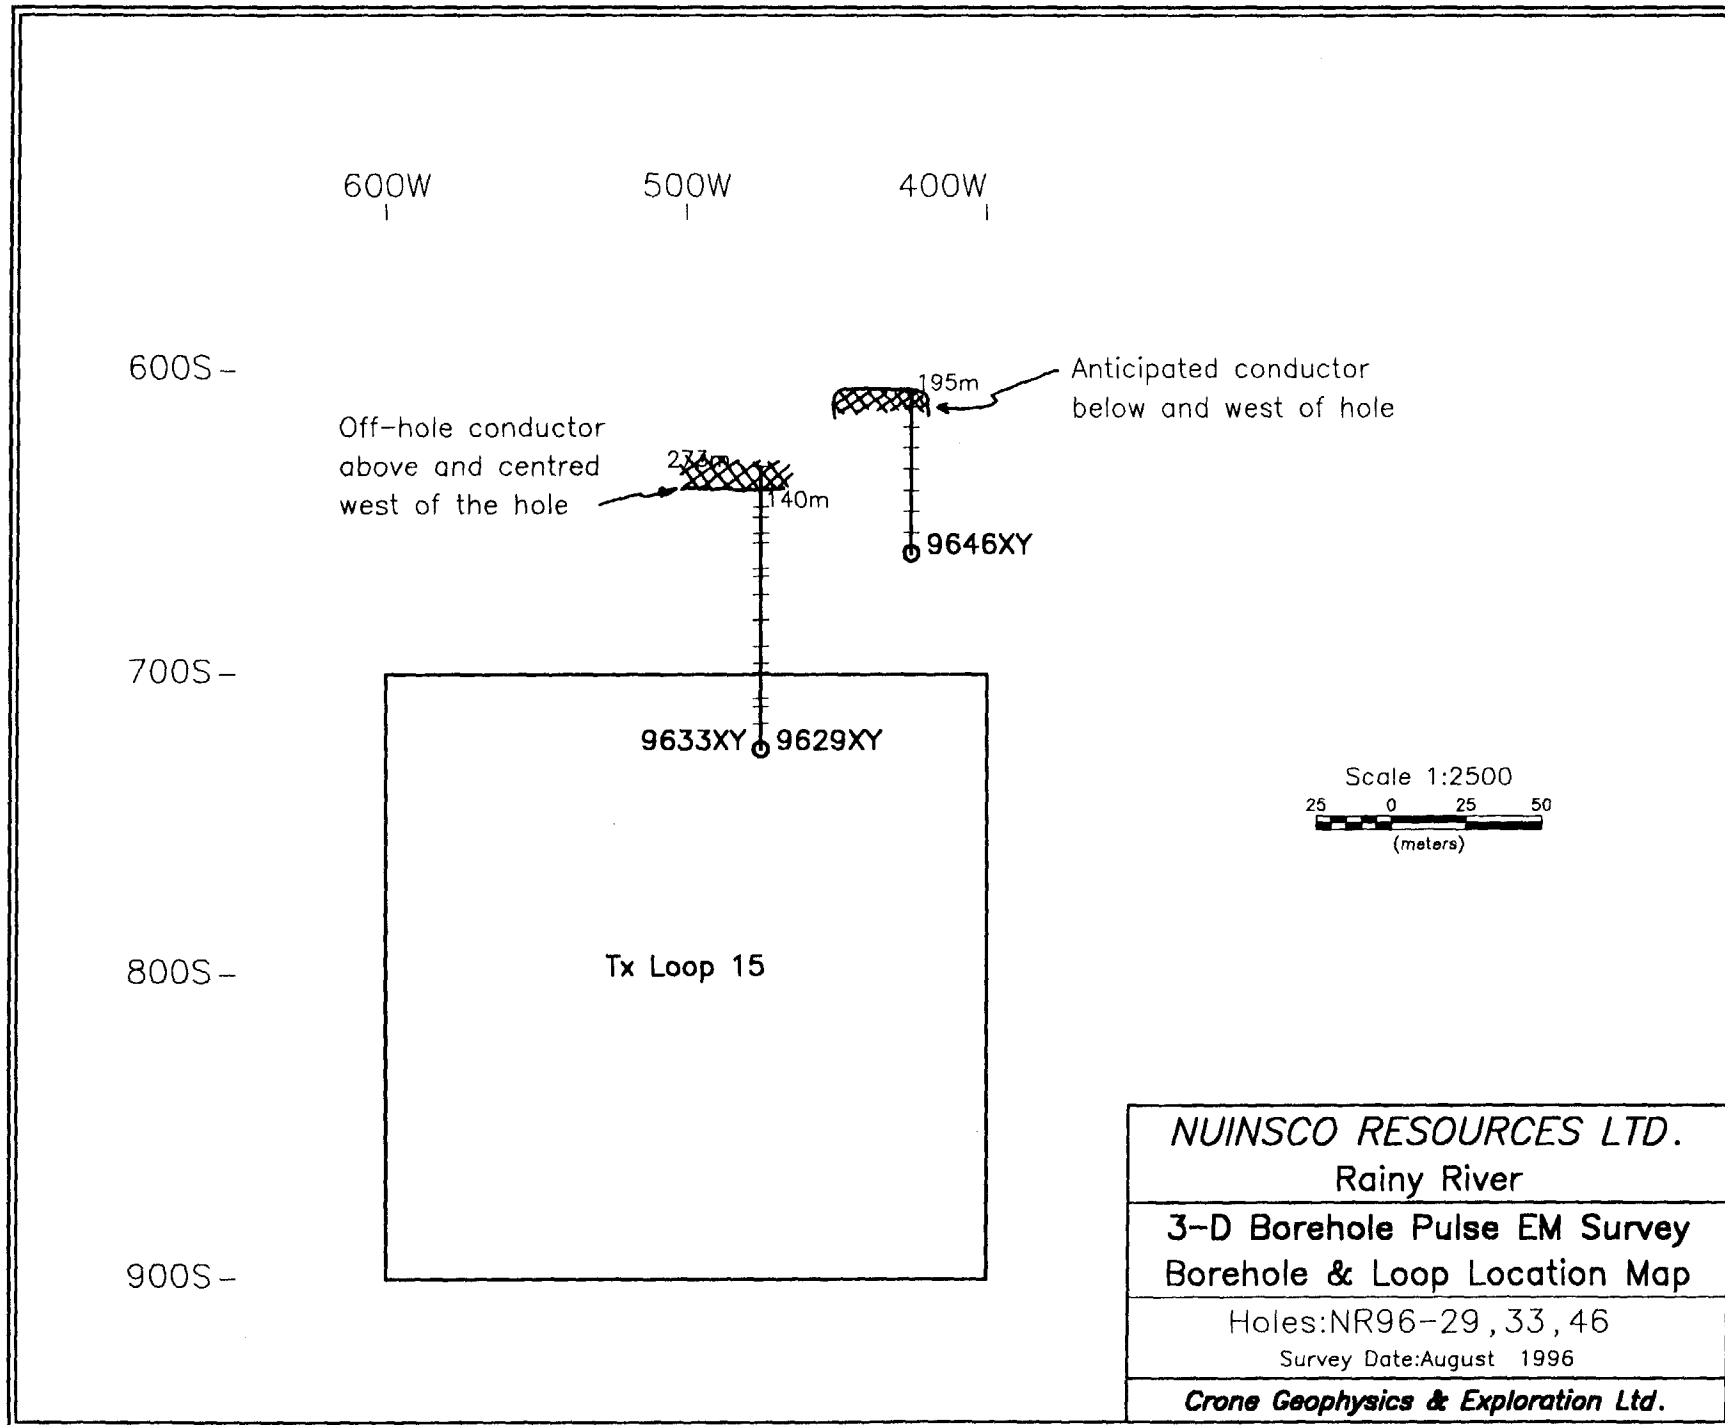 600W 500W 400W
600S
195m
Anticipated conductor
below and west of hole
Off-hole conductor
above and centred
west of the hole
273m
140m
9646XY
700S
9633XY 9629XY
Scale 1:2500
25 0 25 50
(meters)
800S
Tx Loop 15
900S
NUINSCO RESOURCES LTD.
Rainy River
3-D Borehole Pulse EM Survey
Borehole & Loop Location Map
Holes:NR96-29,33,46
Survey Date:August 1996
Crone Geophysics & Exploration Ltd.